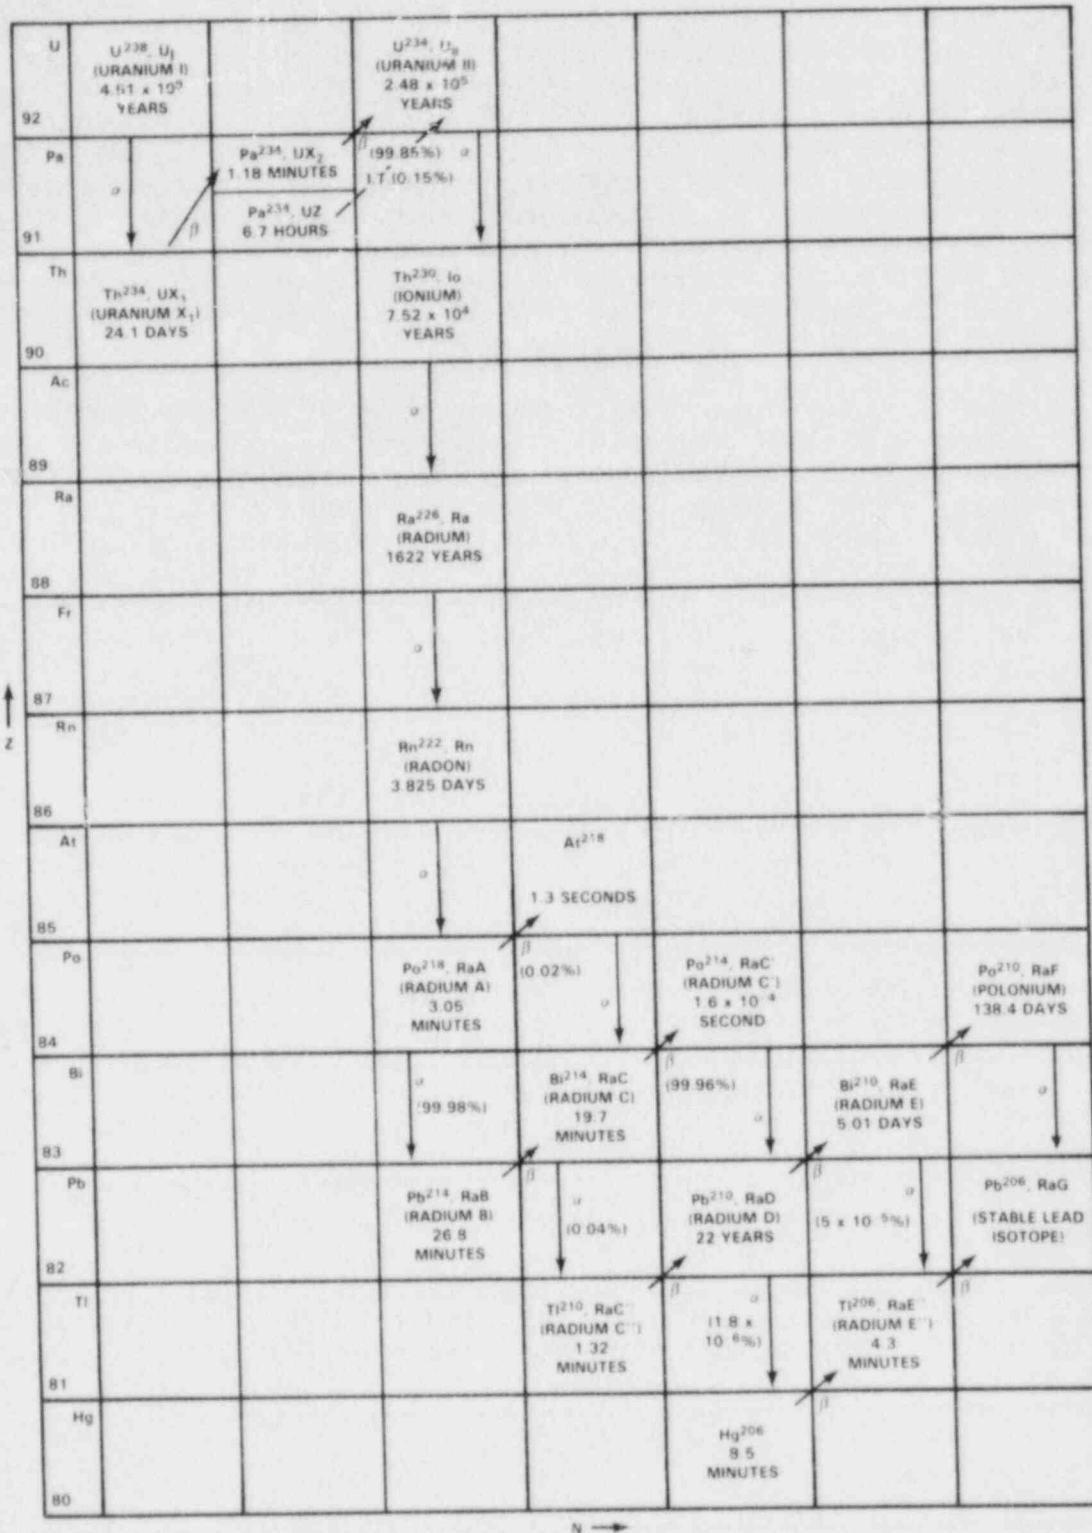 U
U²³⁸, U_I
(URANIUM I)
4.51 x 10⁹
YEARS
U²³⁴, U_II
(URANIUM II)
2.48 x 10⁵
YEARS
92
Pa
α
β
Pa²³⁴, UX₂
1.18 MINUTES
Pa²³⁴, UZ
6.7 HOURS
β
(99.85%)
I.T (0.15%)
α
91
Th
Th²³⁴, UX₁
(URANIUM X₁)
24.1 DAYS
Th²³⁰, Io
(IONIUM)
7.52 x 10⁴
YEARS
90
Ac
α
89
Ra
Ra²²⁶, Ra
(RADIUM)
1622 YEARS
88
Fr
α
87
Z
Rn
Rn²²², Rn
(RADON)
3.825 DAYS
86
At
α
At²¹⁸
1.3 SECONDS
85
Po
Po²¹⁸, RaA
(RADIUM A)
3.05
MINUTES
β
(0.02%)
α
Po²¹⁴, RaC'
(RADIUM C')
1.6 x 10⁻⁴
SECOND
Po²¹⁰, RaF
(POLONIUM)
138.4 DAYS
84
Bi
α
(99.98%)
Bi²¹⁴, RaC
(RADIUM C)
19.7
MINUTES
β
(99.96%)
α
Bi²¹⁰, RaE
(RADIUM E)
5.01 DAYS
β
α
83
Pb
Pb²¹⁴, RaB
(RADIUM B)
26.8
MINUTES
β
α
(0.04%)
Pb²¹⁰, RaD
(RADIUM D)
22 YEARS
β
α
(5 x 10⁻⁵%)
Pb²⁰⁶, RaG
(STABLE LEAD
ISOTOPE)
82
Tl
Tl²¹⁰, RaC''
(RADIUM C'')
1.32
MINUTES
β
α
(1.8 x
10⁻⁶%)
Tl²⁰⁶, RaE''
(RADIUM E'')
4.3
MINUTES
β
81
Hg
Hg²⁰⁶
8.5
MINUTES
β
80
N